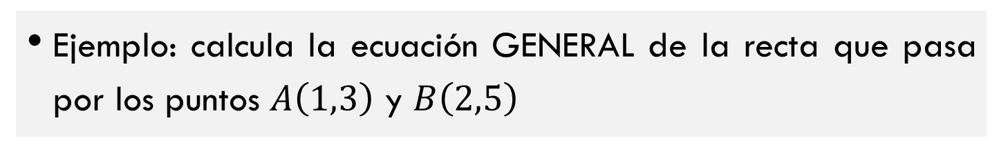 • Ejemplo: calcula la ecuación GENERAL de la recta que pasa
por los puntos A(1,3) y B(2,5)